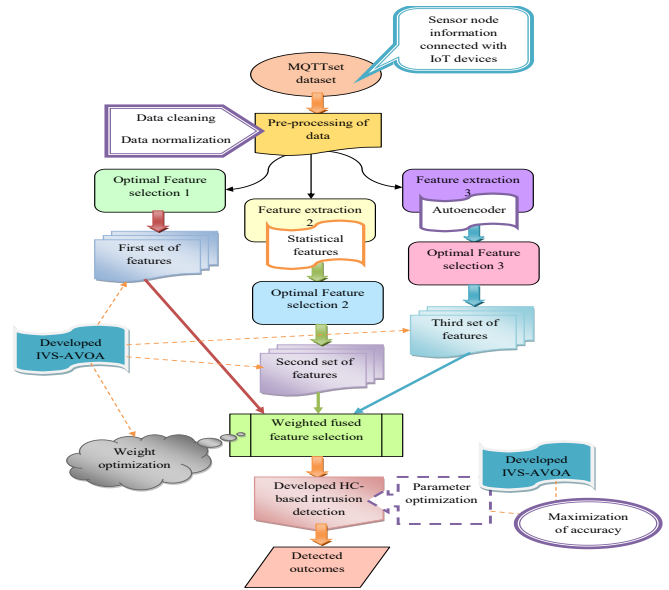 Sensor node
information
connected with
IoT devices
MQTTset
dataset
Data cleaning
Data normalization
Pre-processing of
data
Optimal Feature
selection 1
Feature extraction
2
Statistical
features
Feature extraction
3
Autoencoder
First set of
features
Optimal Feature
selection 3
Optimal Feature
selection 2
Developed
IVS-AVOA
Third set of
features
Second set of
features
Weighted fused
feature selection
Weight
optimization
Developed HC-
based intrusion
detection
Parameter
optimization
Developed
IVS-AVOA
Maximization
of accuracy
Detected
outcomes